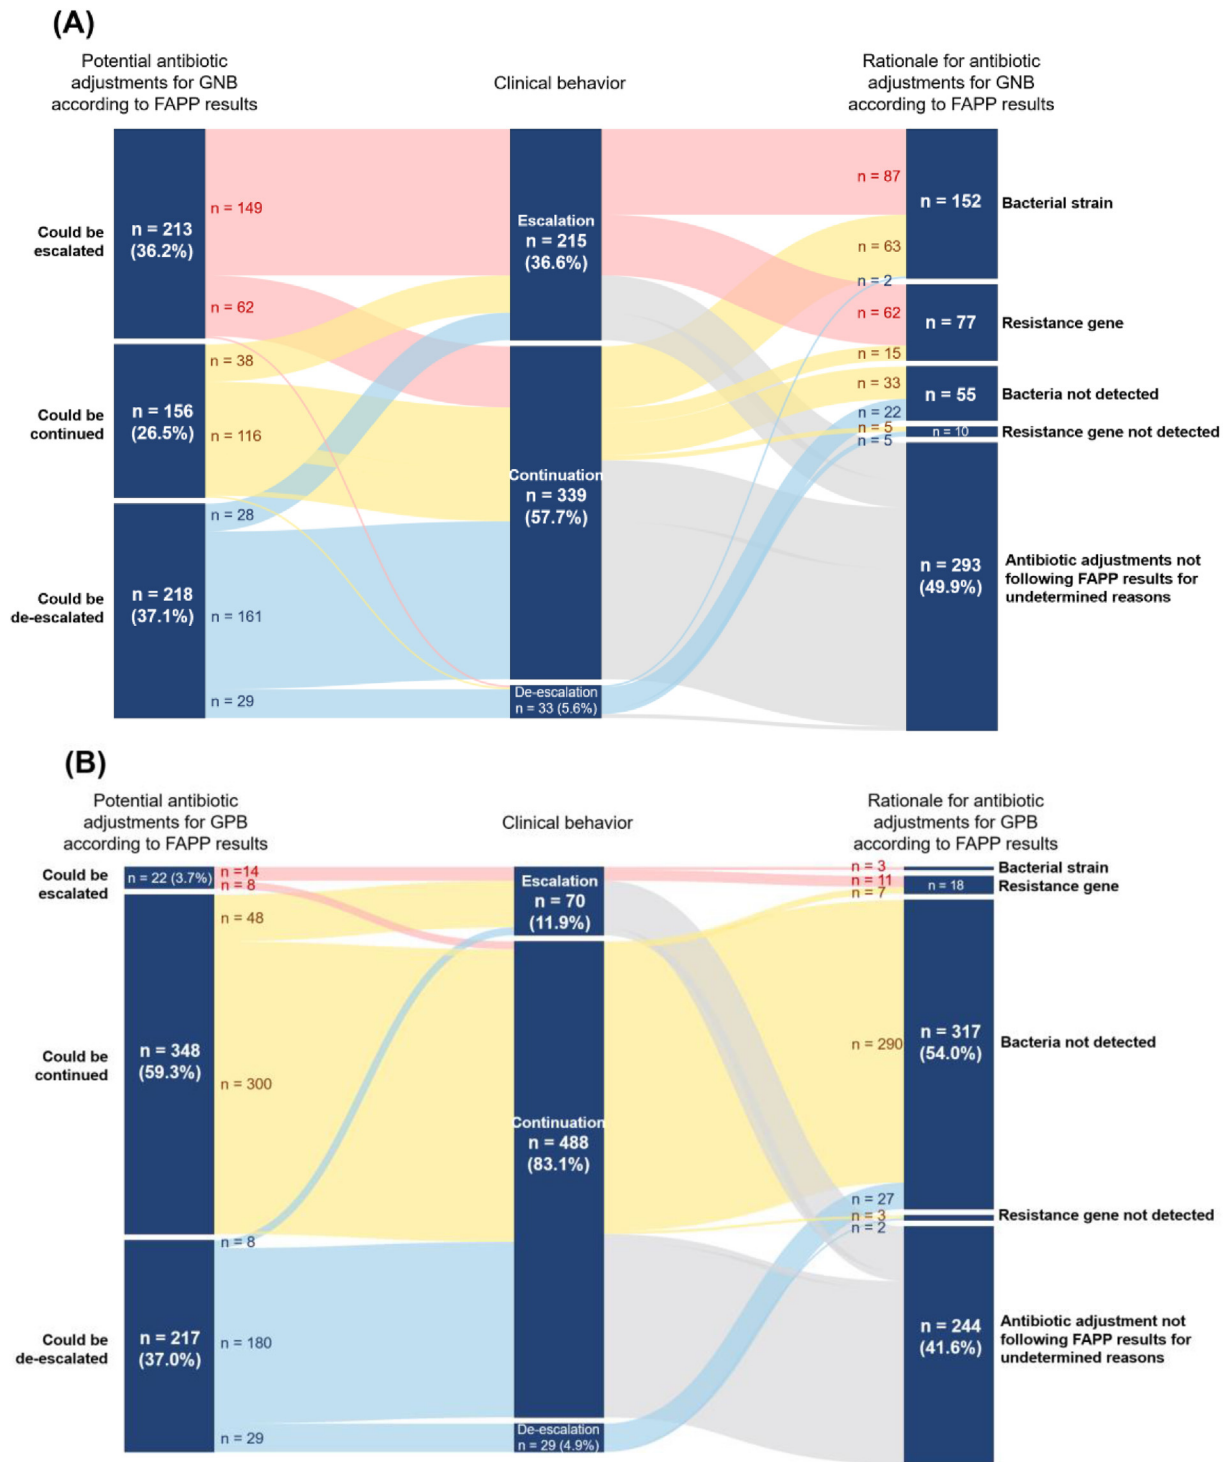 (A)
Potential antibiotic
adjustments for GNB
according to FAPP results
Clinical behavior
Rationale for antibiotic
adjustments for GNB
according to FAPP results
Could be
escalated
n = 213
(36.2%)
n = 149
n = 62
Could be
continued
n = 156
(26.5%)
n = 38
n = 116
Could be
de-escalated
n = 218
(37.1%)
n = 28
n = 161
n = 29
Escalation
n = 215
(36.6%)
Continuation
n = 339
(57.7%)
De-escalation
n = 33 (5.6%)
n = 87
n = 63
n = 2
n = 152
Bacterial strain
n = 62
n = 15
n = 77
Resistance gene
n = 33
n = 22
n = 55
Bacteria not detected
n = 5
n = 5
n = 10
Resistance gene not detected
n = 293
(49.9%)
Antibiotic adjustments not
following FAPP results for
undetermined reasons
(B)
Potential antibiotic
adjustments for GPB
according to FAPP results
Clinical behavior
Rationale for antibiotic
adjustments for GPB
according to FAPP results
Could be
escalated
n = 22 (3.7%)
n =14
n = 8
Could be
continued
n = 348
(59.3%)
n = 48
n = 300
Could be
de-escalated
n = 217
(37.0%)
n = 8
n = 180
n = 29
Escalation
n = 70
(11.9%)
Continuation
n = 488
(83.1%)
De-escalation
n = 29 (4.9%)
n = 3
Bacterial strain
n = 11
n = 7
n = 18
Resistance gene
n = 290
n = 27
n = 317
(54.0%)
Bacteria not detected
n = 3
n = 2
Resistance gene not detected
n = 244
(41.6%)
Antibiotic adjustment not
following FAPP results for
undetermined reasons